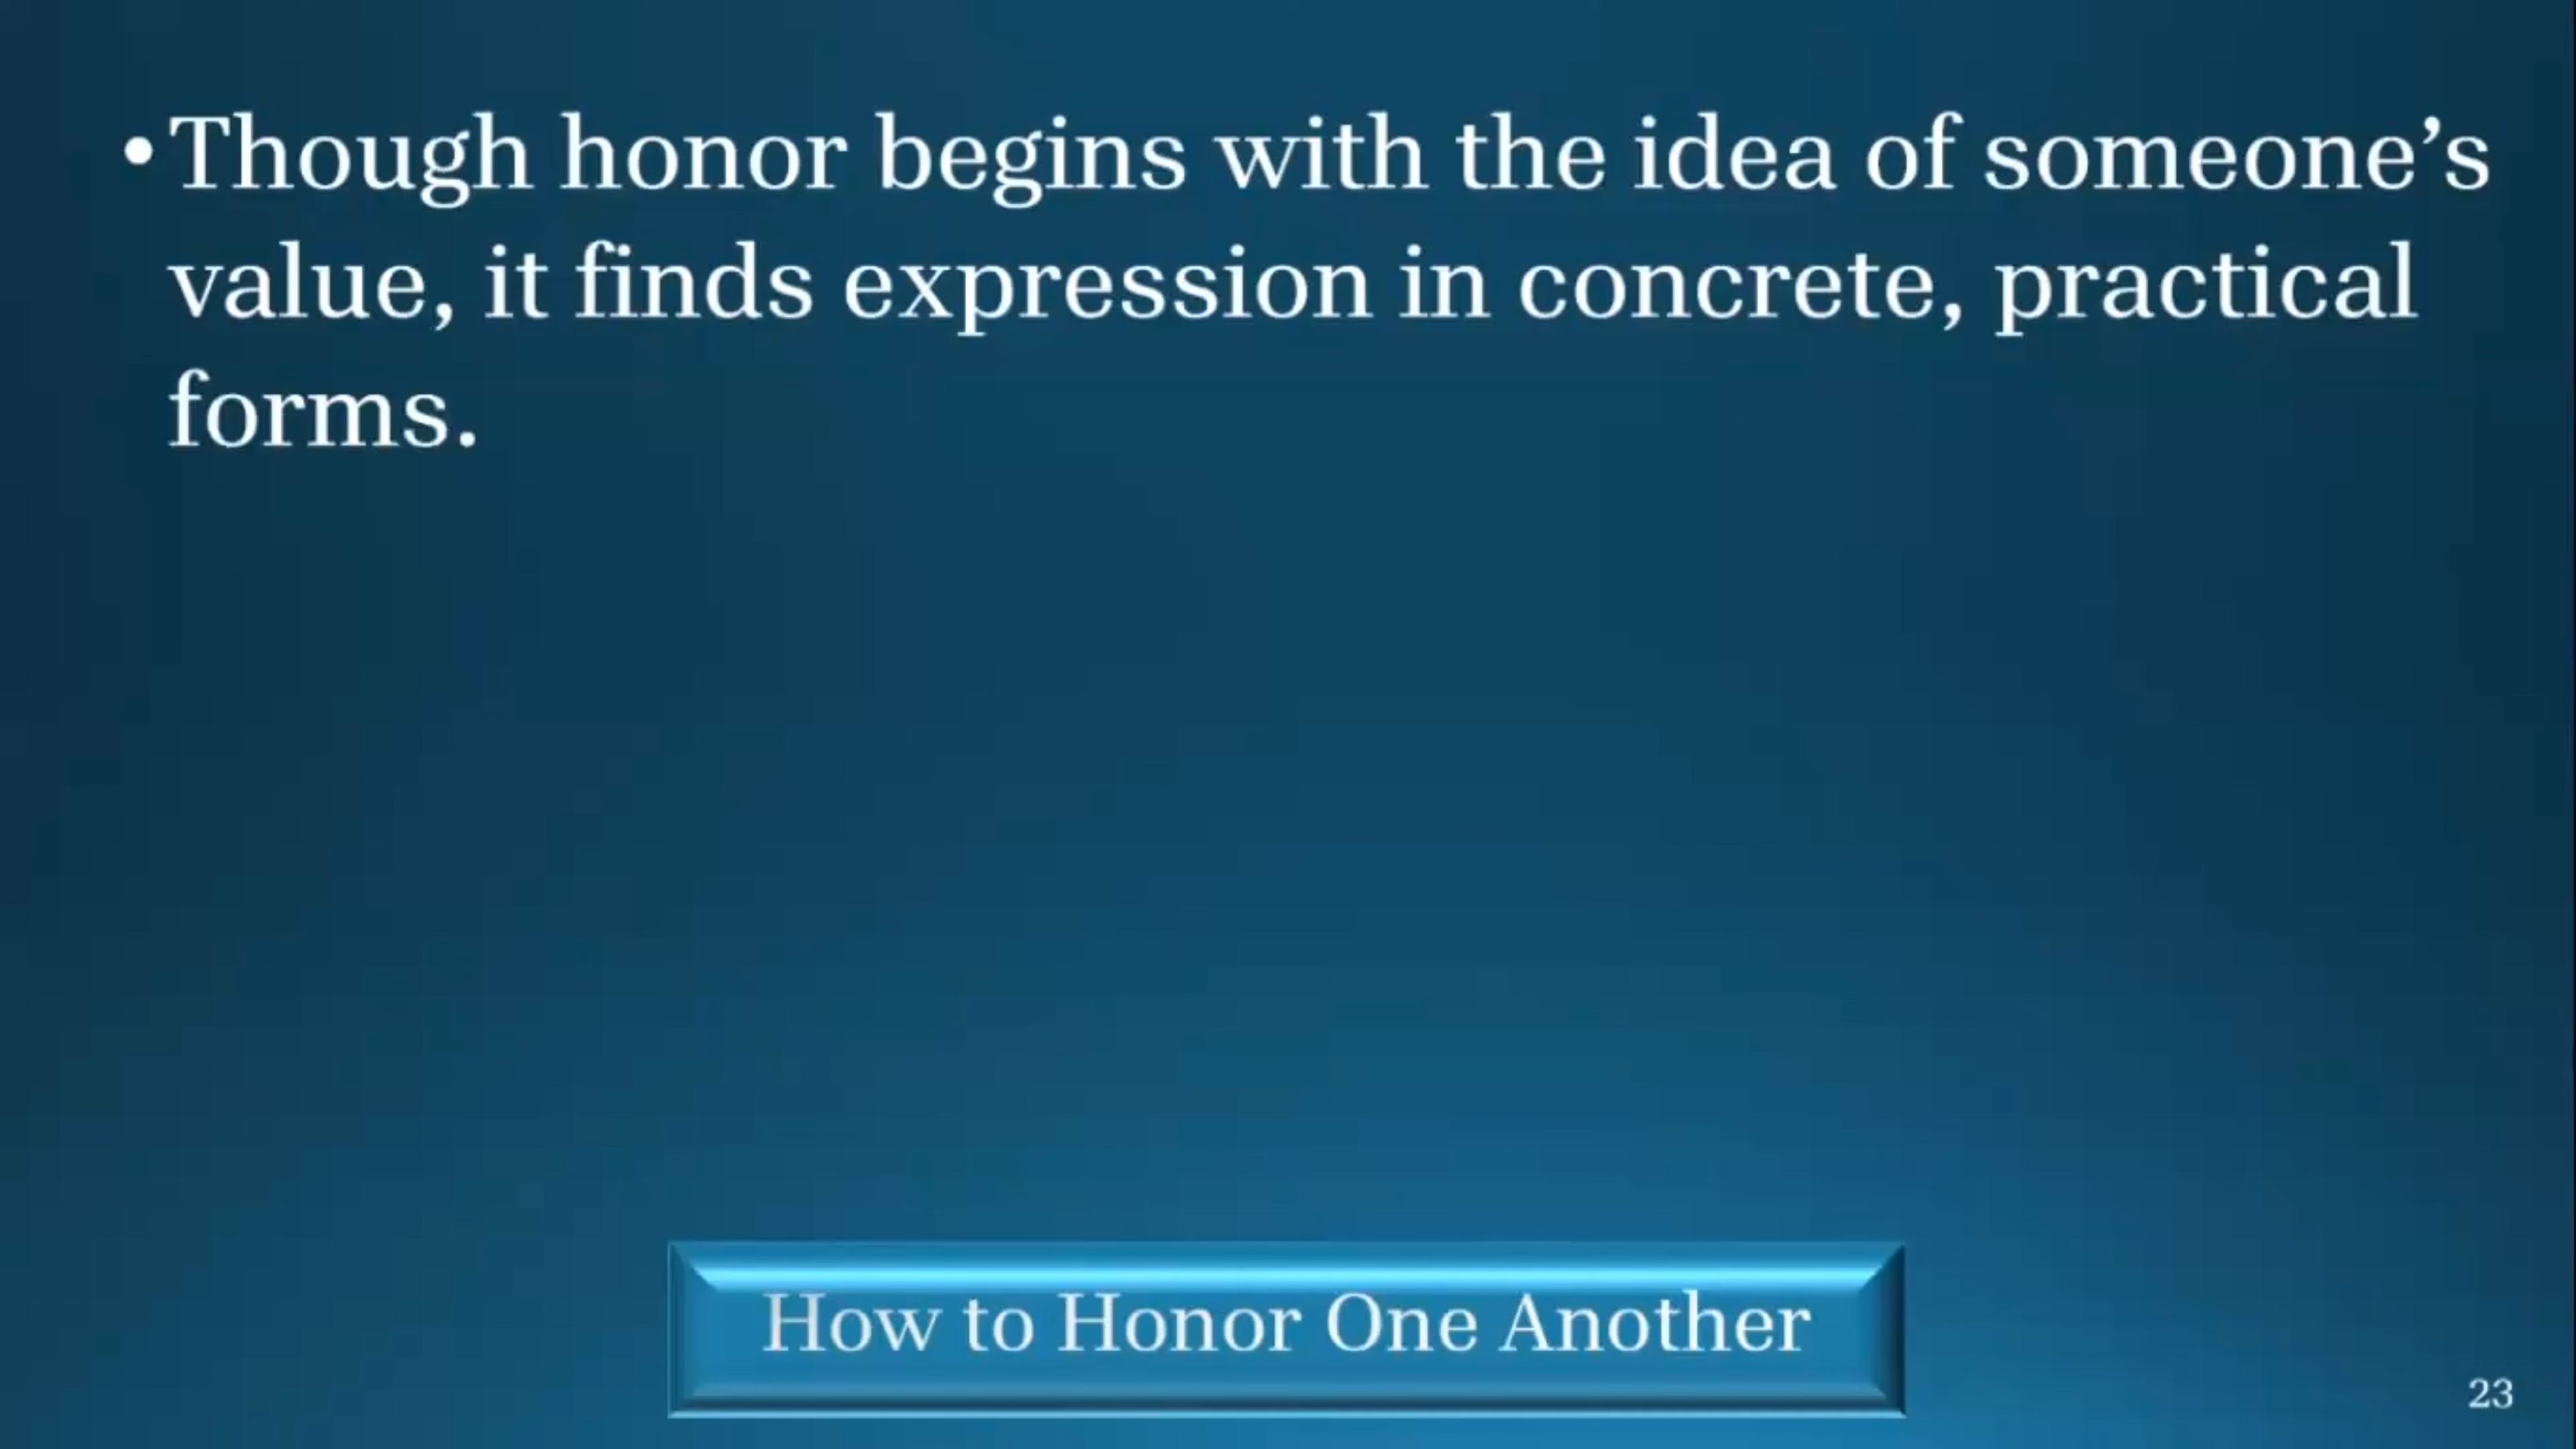 •Though honor begins with the idea of someone’s
value, it finds expression in concrete, practical
forms.
How to Honor One Another
23